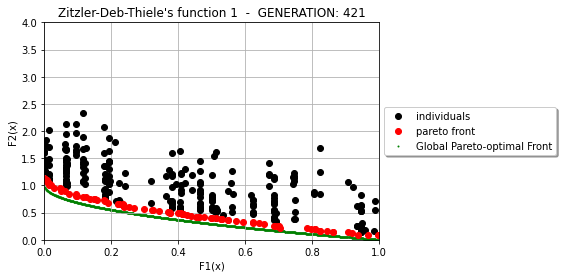 Zitzler-Deb-Thiele's function 1  -  GENERATION: 421
4.0
3.5
3.0
2.5
2.0
1.5
1.0
0.5
0.0
F2(x)
0.0 0.2 0.4 0.6 0.8 1.0
F1(x)
individuals
pareto front
Global Pareto-optimal Front